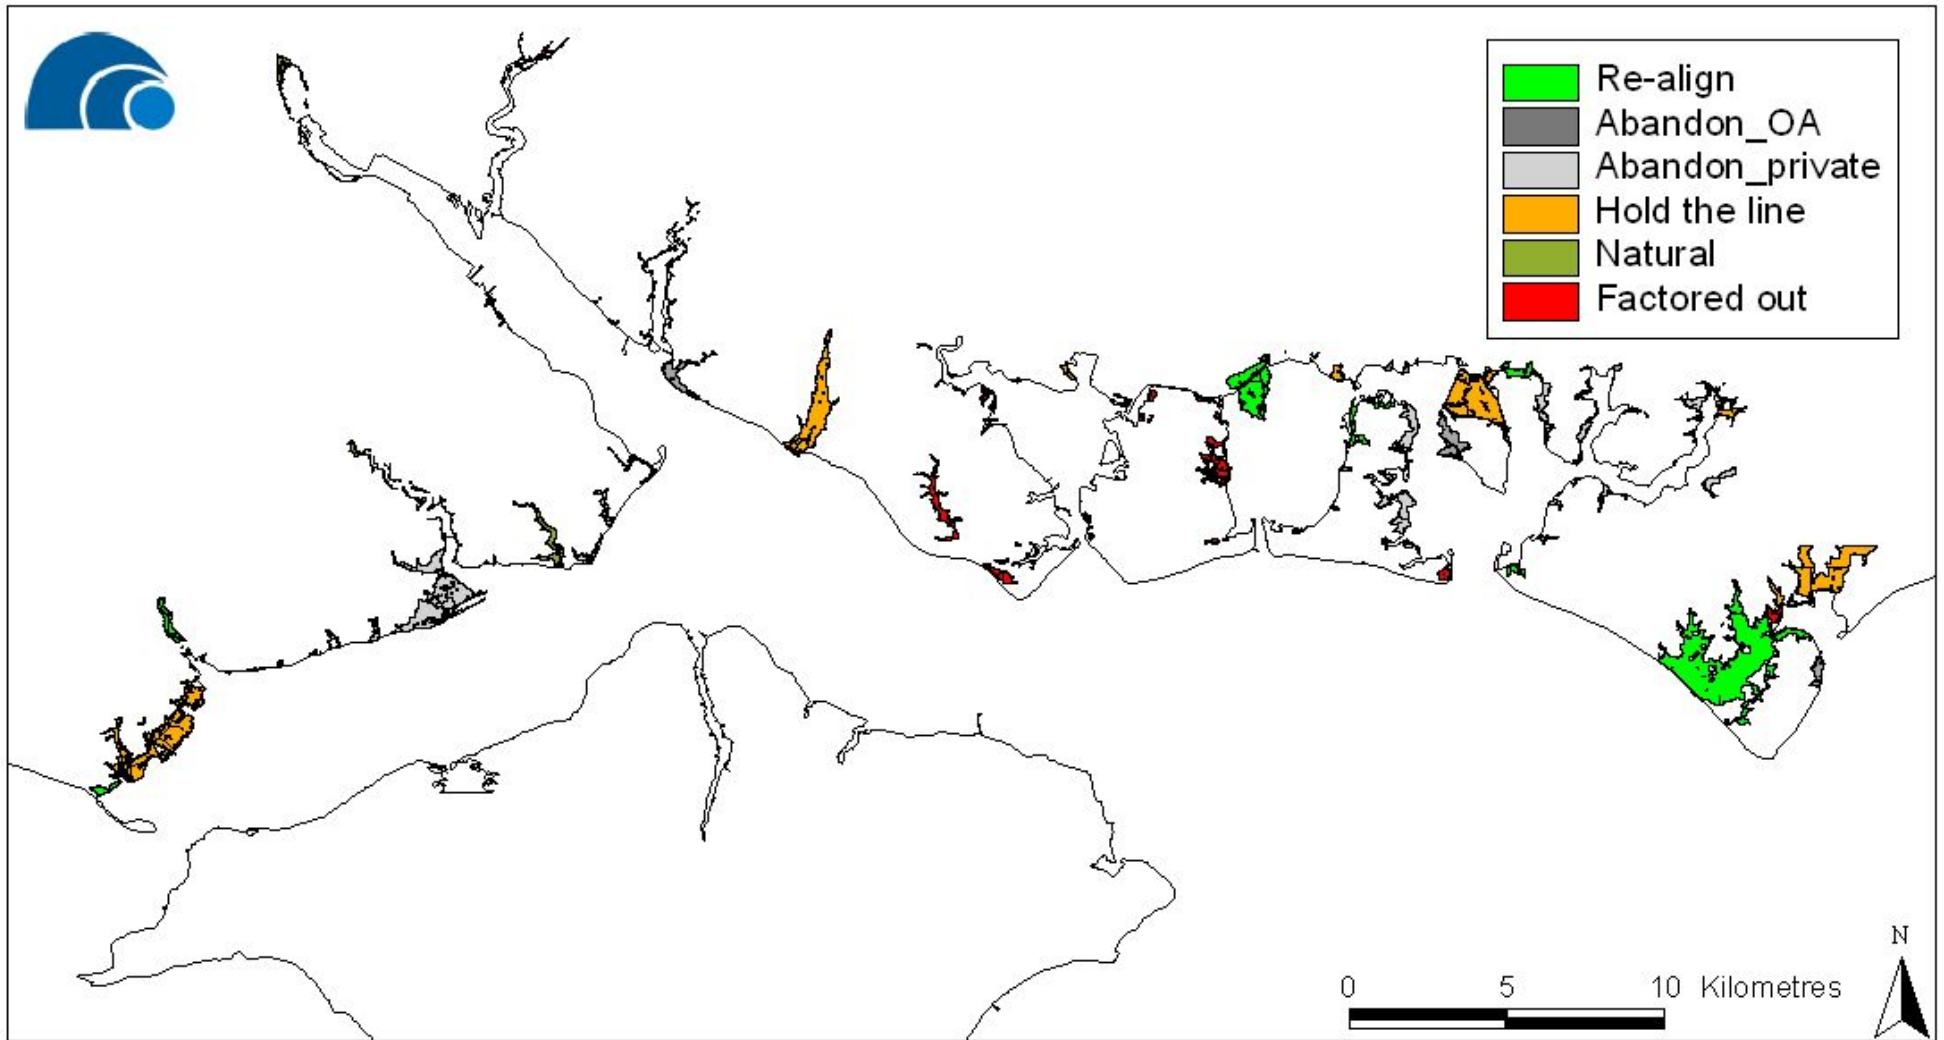 Re-align
Abandon_OA
Abandon_private
Hold the line
Natural
Factored out
N
0 5 10 Kilometres